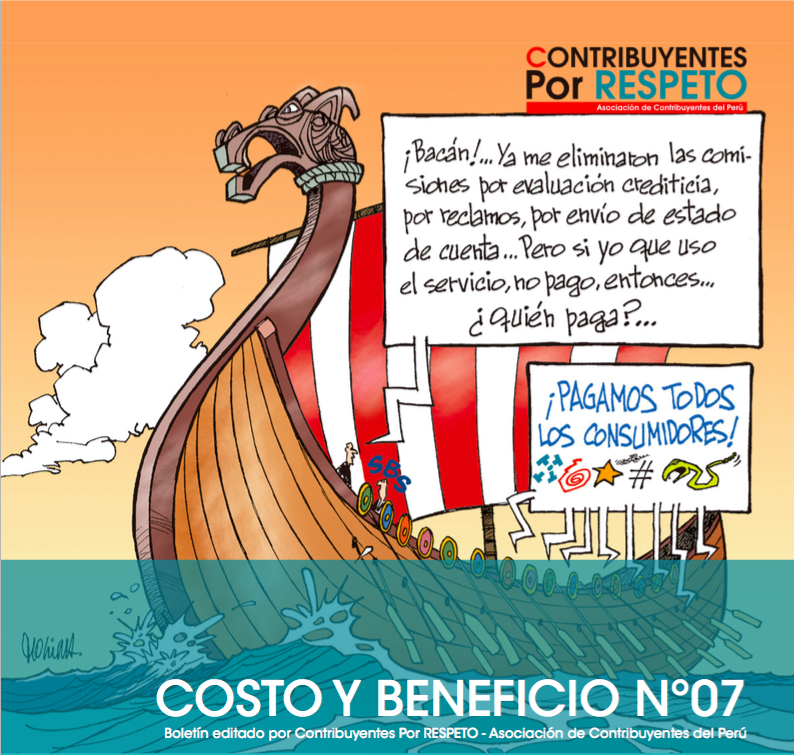 CONTRIBUYENTES
Por RESPETO
Asociación de Contribuyentes del Perú
¡Bacán!...Ya me eliminaron las comi-
siones por evaluación crediticia,
por reclamos, por envío de estado
de cuenta... Pero si yo que uso
el servicio, no pago, entonces...
¿quién paga?...
¡PAGAMOS TODOS
LOS CONSUMIDORES!
#
SBS
COSTO Y BENEFICIO N°07
Boletín editado por Contribuyentes Por RESPETO - Asociación de Contribuyentes del Perú